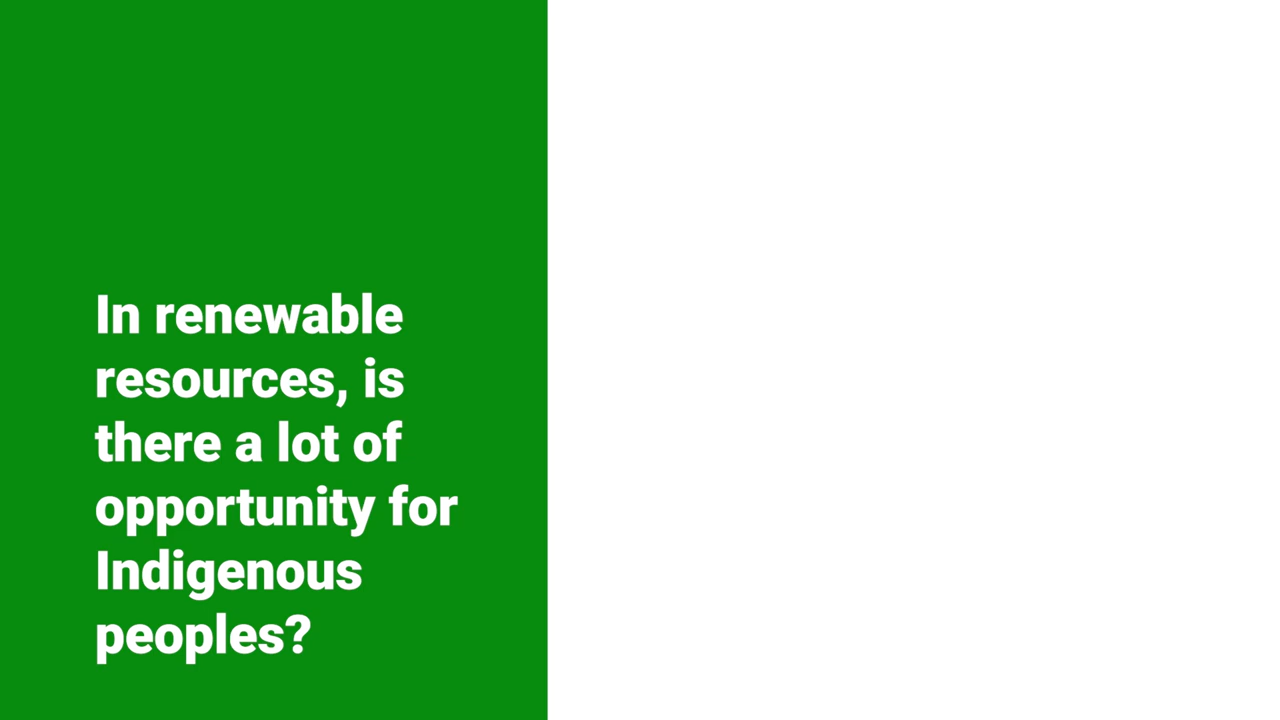 In renewable
resources, is
there a lot of
opportunity for
Indigenous
peoples?